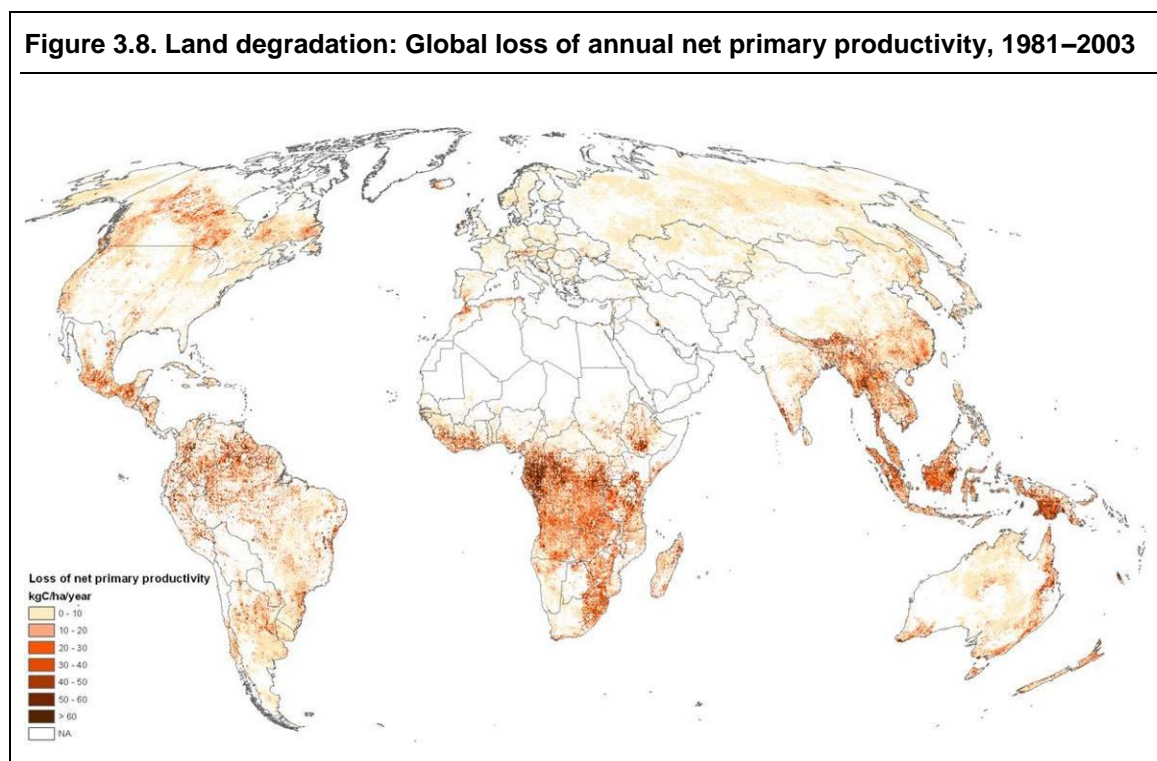 Figure 3.8. Land degradation: Global loss of annual net primary productivity, 1981–2003
Loss of net primary productivity
kgC/ha/year
0 - 10
10 - 20
20 - 30
30 - 40
40 - 50
50 - 60
> 60
NA